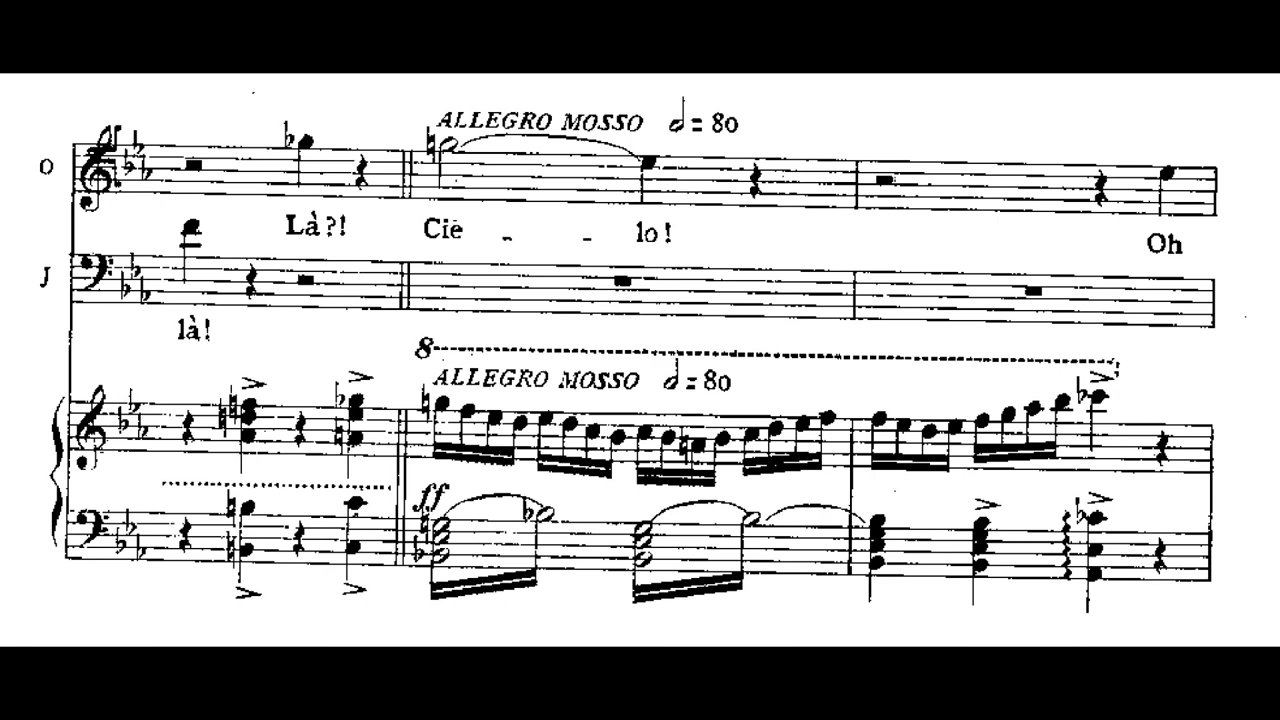 ALLEGRO MOSSO = 80
O
Là?! Cie - - lo! Oh
J
là!
8
ALLEGRO MOSSO = 80
ff